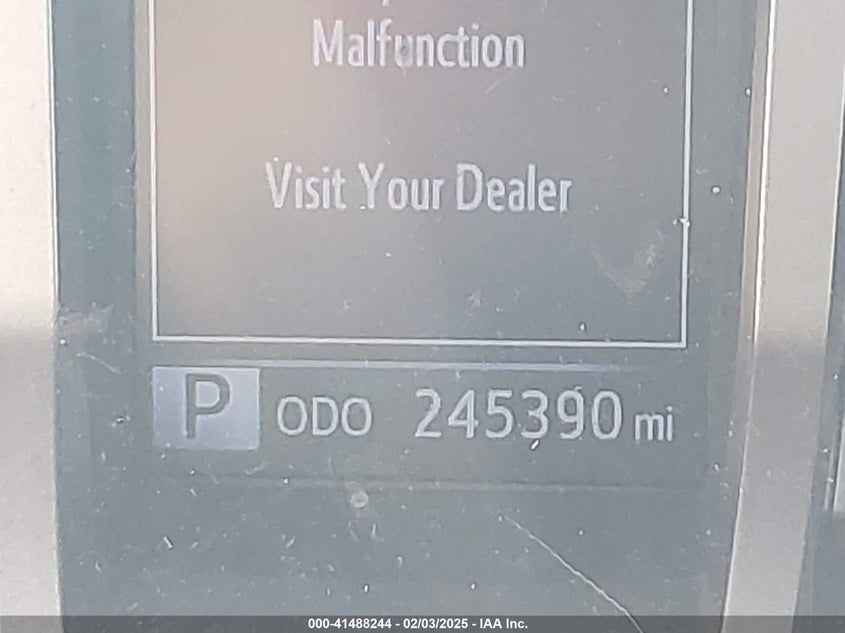 Malfunction
Visit Your Dealer
P ODO 245390 mi
000-41488244 - 02/03/2025 - IAA Inc.